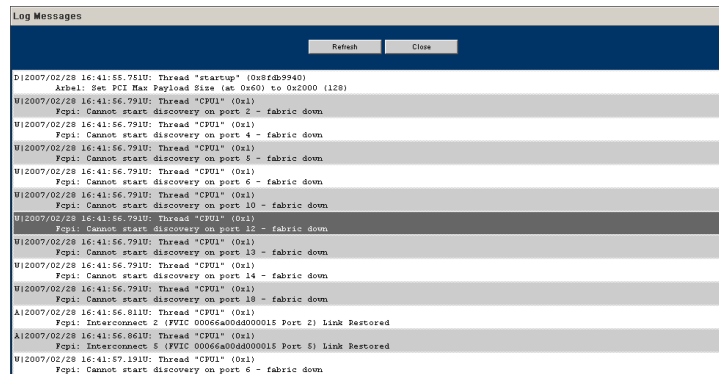 Log Messages
Refresh Close
D|2007/02/28 16:41:55.751U: Thread "startup" (0x8fdb9940)
Arbel: Set PCI Max Payload Size (at 0x60) to 0x2000 (128)
W|2007/02/28 16:41:56.791U: Thread "CPU1" (0x1)
Fcpi: Cannot start discovery on port 2 - fabric down
W|2007/02/28 16:41:56.791U: Thread "CPU1" (0x1)
Fcpi: Cannot start discovery on port 4 - fabric down
W|2007/02/28 16:41:56.791U: Thread "CPU1" (0x1)
Fcpi: Cannot start discovery on port 5 - fabric down
W|2007/02/28 16:41:56.791U: Thread "CPU1" (0x1)
Fcpi: Cannot start discovery on port 6 - fabric down
W|2007/02/28 16:41:56.791U: Thread "CPU1" (0x1)
Fcpi: Cannot start discovery on port 10 - fabric down
W|2007/02/28 16:41:56.791U: Thread "CPU1" (0x1)
Fcpi: Cannot start discovery on port 12 - fabric down
W|2007/02/28 16:41:56.791U: Thread "CPU1" (0x1)
Fcpi: Cannot start discovery on port 13 - fabric down
W|2007/02/28 16:41:56.791U: Thread "CPU1" (0x1)
Fcpi: Cannot start discovery on port 14 - fabric down
W|2007/02/28 16:41:56.791U: Thread "CPU1" (0x1)
Fcpi: Cannot start discovery on port 18 - fabric down
A|2007/02/28 16:41:56.811U: Thread "CPU1" (0x1)
Fcpi: Interconnect 2 (FVIC 00066a00dd000015 Port 2) Link Restored
A|2007/02/28 16:41:56.861U: Thread "CPU1" (0x1)
Fcpi: Interconnect 5 (FVIC 00066a00dd000015 Port 5) Link Restored
W|2007/02/28 16:41:57.191U: Thread "CPU1" (0x1)
Fcpi: Cannot start discovery on port 6 - fabric down